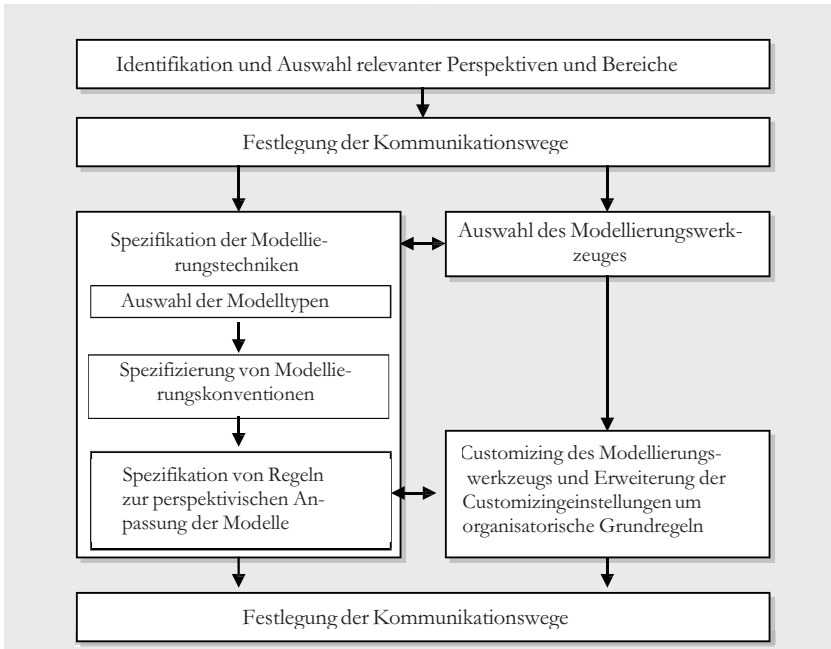 Identifikation und Auswahl relevanter Perspektiven und Bereiche
Festlegung der Kommunikationswege
Spezifikation der Modellie-
rungstechniken
Auswahl der Modelltypen
Spezifizierung von Modellie-
rungskonventionen
Spezifikation von Regeln
zur perspektivischen An-
passung der Modelle
Auswahl des Modellierungswerk-
zeuges
Customizing des Modellierungs-
werkzeugs und Erweiterung der
Customizingeinstellungen um
organisatorische Grundregeln
Festlegung der Kommunikationswege